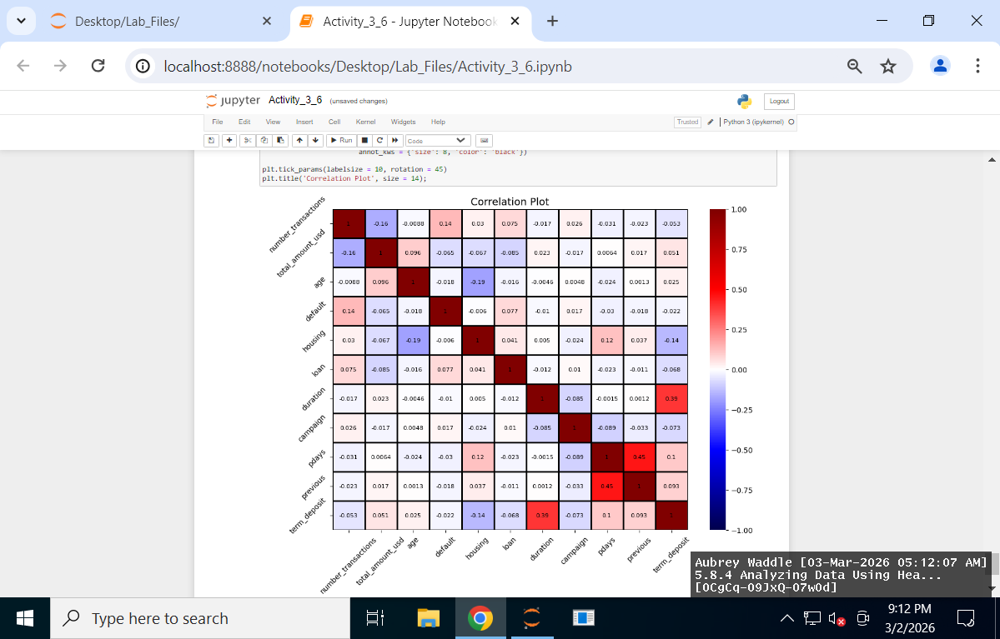 Desktop/Lab_Files/
Activity_3_6 - Jupyter Notebook
localhost:8888/notebooks/Desktop/Lab_Files/Activity_3_6.ipynb
jupyter Activity_3_6 (unsaved changes)
Logout
File Edit View Insert Cell Kernel Widgets Help
Trusted Python 3 (ipykernel)
Run Code
annot_kws = {'size': 8, 'color': 'black'})
plt.tick_params(labelsize = 10, rotation = 45)
plt.title('Correlation Plot', size = 14);
Correlation Plot
number_transactions 1 -0.16 -0.0088 0.14 0.03 0.075 -0.017 0.026 -0.031 -0.023 -0.053
total_amount_usd -0.16 1 0.096 -0.065 -0.067 -0.085 0.023 -0.017 0.0064 0.017 0.051
age -0.0088 0.096 1 -0.018 -0.19 -0.016 -0.0046 0.0048 -0.024 0.0013 0.025
default 0.14 -0.065 -0.018 1 -0.006 0.077 -0.01 0.017 -0.03 -0.018 -0.022
housing 0.03 -0.067 -0.19 -0.006 1 0.041 0.005 -0.024 0.12 0.037 -0.14
loan 0.075 -0.085 -0.016 0.077 0.041 1 -0.012 0.01 -0.023 -0.011 -0.068
duration -0.017 0.023 -0.0046 -0.01 0.005 -0.012 1 -0.085 -0.0015 0.0012 0.39
campaign 0.026 -0.017 0.0048 0.017 -0.024 0.01 -0.085 1 -0.089 -0.033 -0.073
pdays -0.031 0.0064 -0.024 -0.03 0.12 -0.023 -0.0015 -0.089 1 0.45 0.1
previous -0.023 0.017 0.0013 -0.018 0.037 -0.011 0.0012 -0.033 0.45 1 0.093
term_deposit -0.053 0.051 0.025 -0.022 -0.14 -0.068 0.39 -0.073 0.1 0.093 1
number_transactions total_amount_usd age default housing loan duration campaign pdays previous term_deposit
1.00
0.75
0.50
0.25
0.00
−0.25
−0.50
−0.75
−1.00
Aubrey Waddle [03-Mar-2026 05:12:07 AM]
5.8.4 Analyzing Data Using Hea...
[0CgCq-09JxQ-07w0d]
Type here to search
9:12 PM
3/2/2026